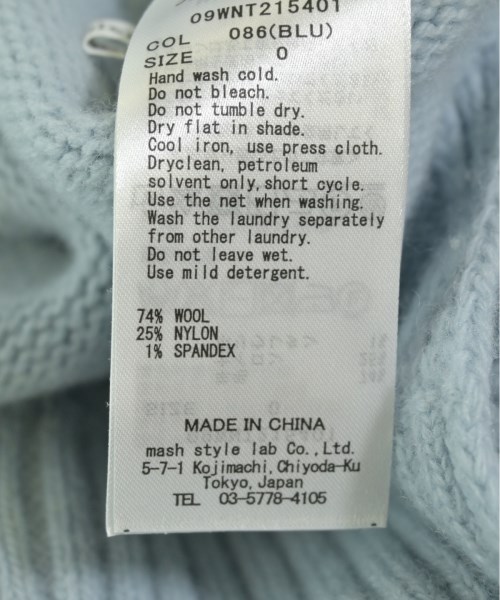 09WNT215401
COL 086(BLU)
SIZE 0
Hand wash cold.
Do not bleach.
Do not tumble dry.
Dry flat in shade.
Cool iron, use press cloth.
Dryclean, petroleum
solvent only, short cycle.
Use the net when washing.
Wash the laundry separately
from other laundry.
Do not leave wet.
Use mild detergent.
74% WOOL
25% NYLON
1% SPANDEX
MADE IN CHINA
mash style lab Co., Ltd.
5-7-1 Kojimachi, Chiyoda-Ku
Tokyo, Japan
TEL 03-5778-4105